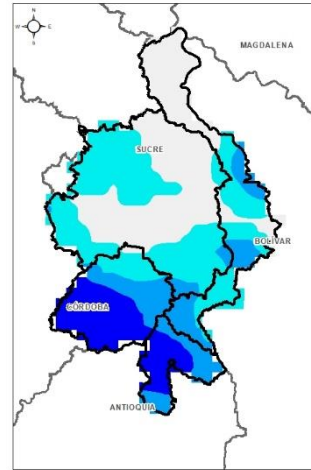 N
W E
S
MAGDALENA
SUCRE
BOLIVAR
CÓRDOBA
ANTIOQUIA